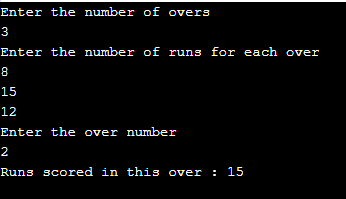 Enter the number of overs
3
Enter the number of runs for each over
8
15
12
Enter the over number
2
Runs scored in this over : 15